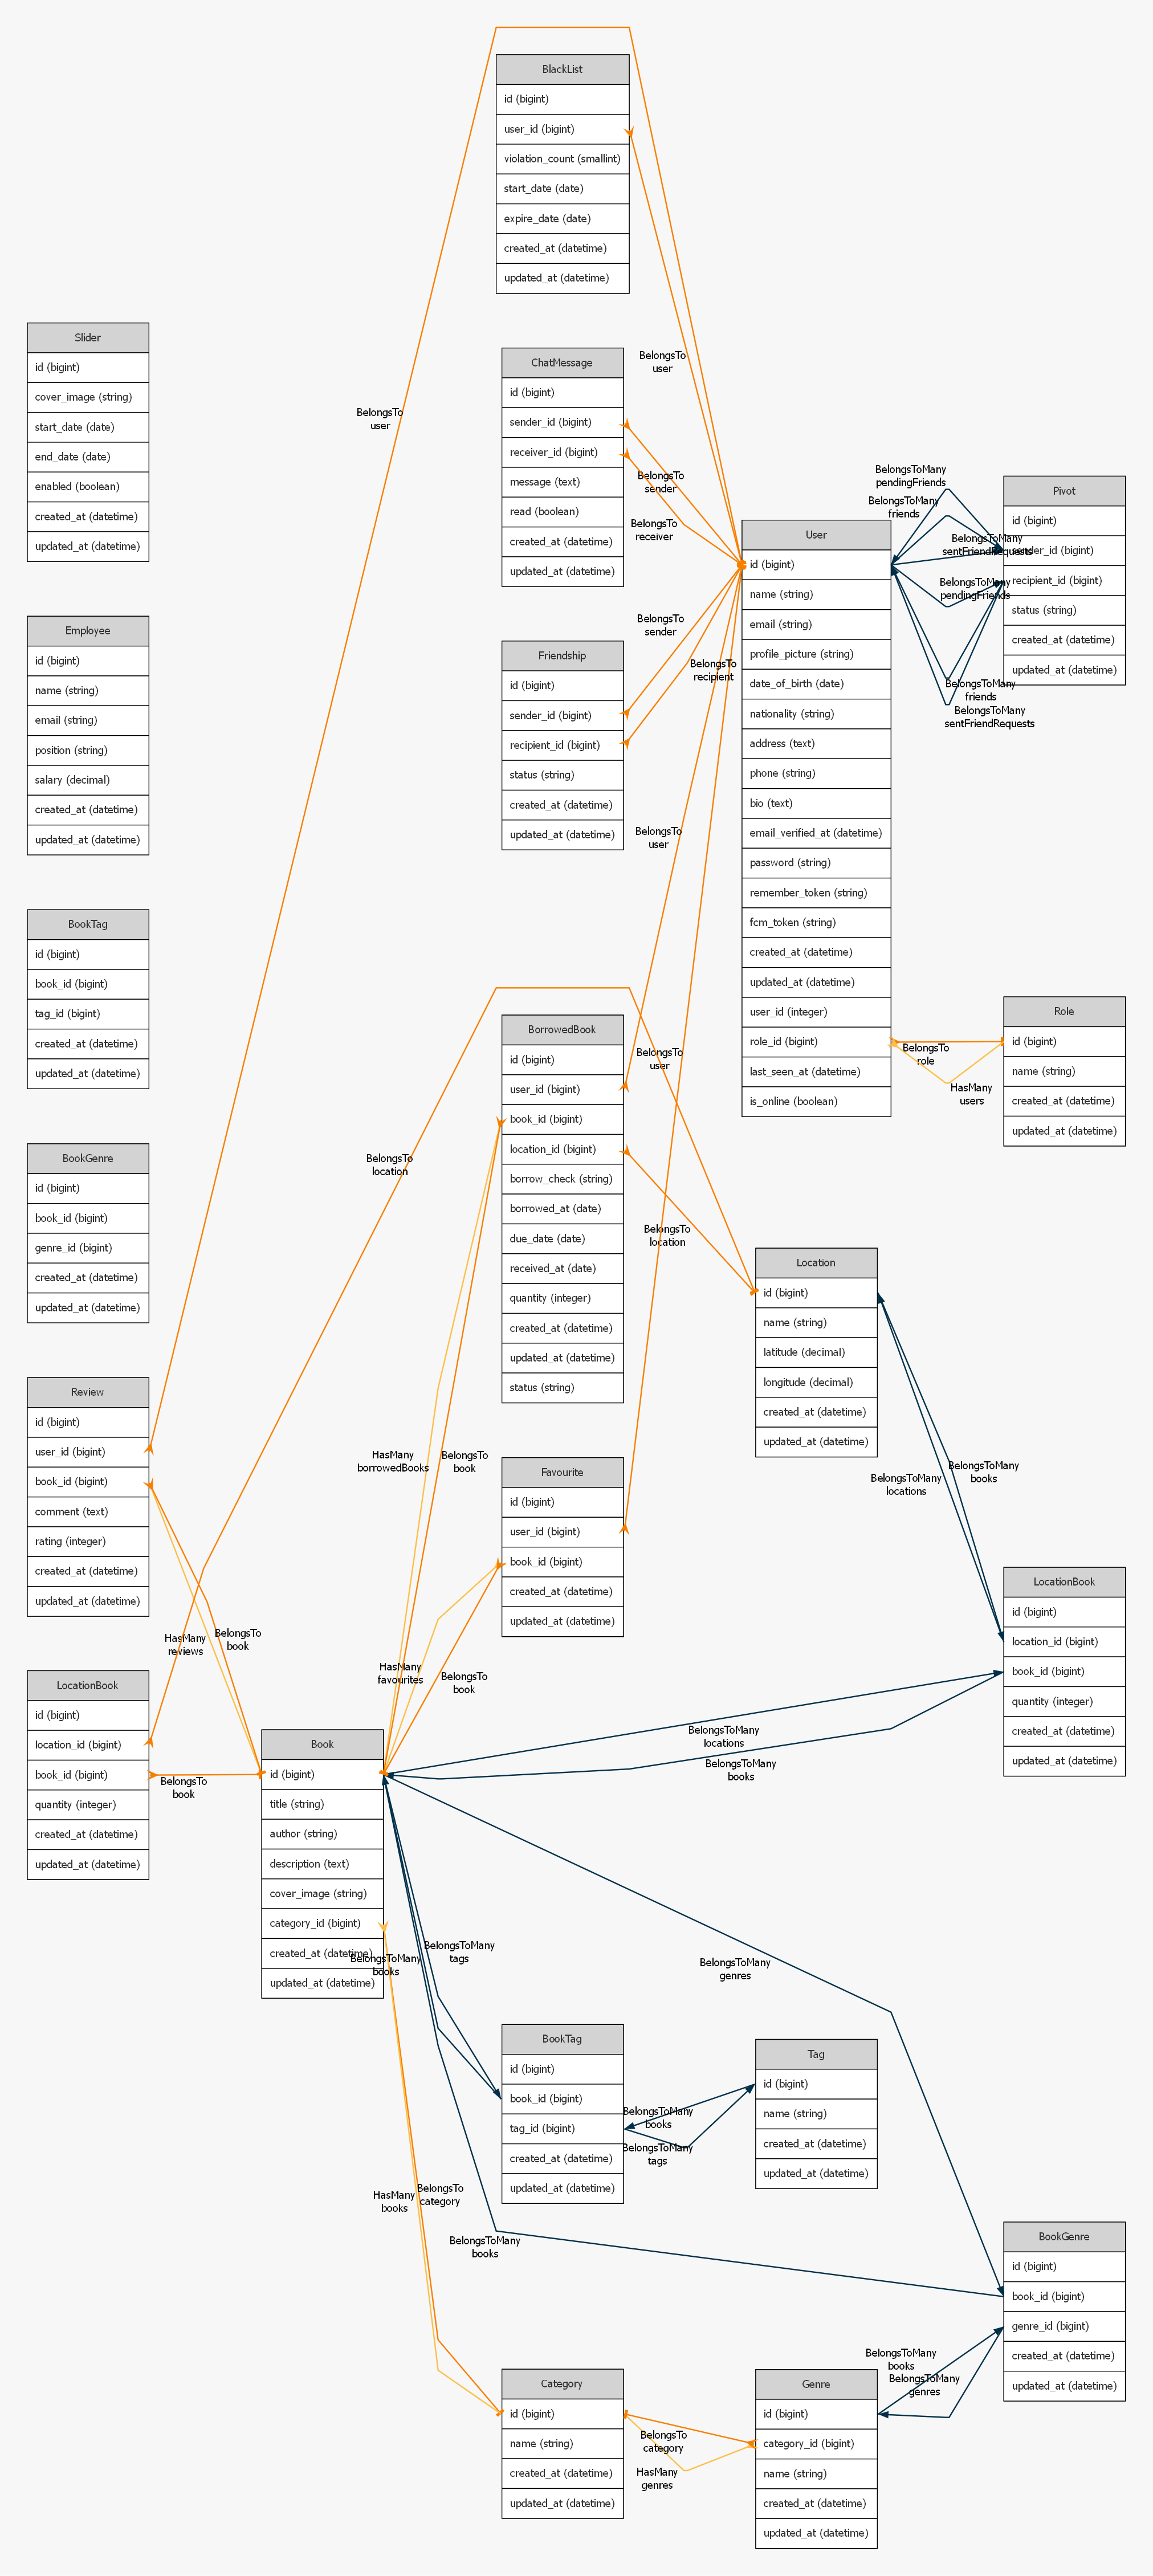 BlackList
id (bigint)
user_id (bigint)
violation_count (smallint)
start_date (date)
expire_date (date)
created_at (datetime)
updated_at (datetime)
Slider
id (bigint)
cover_image (string)
start_date (date)
end_date (date)
enabled (boolean)
created_at (datetime)
updated_at (datetime)
ChatMessage
id (bigint)
sender_id (bigint)
receiver_id (bigint)
message (text)
read (boolean)
created_at (datetime)
updated_at (datetime)
BelongsTo
user
BelongsTo
user
BelongsTo
sender
BelongsTo
receiver
BelongsToMany
pendingFriends
BelongsToMany
friends
BelongsToMany
sentFriendRequests
BelongsToMany
pendingFriends
BelongsToMany
friends
BelongsToMany
sentFriendRequests
Pivot
id (bigint)
sender_id (bigint)
recipient_id (bigint)
status (string)
created_at (datetime)
updated_at (datetime)
User
id (bigint)
name (string)
email (string)
profile_picture (string)
date_of_birth (date)
nationality (string)
address (text)
phone (string)
bio (text)
email_verified_at (datetime)
password (string)
remember_token (string)
fcm_token (string)
created_at (datetime)
updated_at (datetime)
user_id (integer)
role_id (bigint)
last_seen_at (datetime)
is_online (boolean)
Employee
id (bigint)
name (string)
email (string)
position (string)
salary (decimal)
created_at (datetime)
updated_at (datetime)
Friendship
id (bigint)
sender_id (bigint)
recipient_id (bigint)
status (string)
created_at (datetime)
updated_at (datetime)
BelongsTo
sender
BelongsTo
recipient
BelongsTo
user
BelongsTo
user
BookTag
id (bigint)
book_id (bigint)
tag_id (bigint)
created_at (datetime)
updated_at (datetime)
Role
id (bigint)
name (string)
created_at (datetime)
updated_at (datetime)
BelongsTo
role
HasMany
users
BorrowedBook
id (bigint)
user_id (bigint)
book_id (bigint)
location_id (bigint)
borrow_check (string)
borrowed_at (date)
due_date (date)
received_at (date)
quantity (integer)
created_at (datetime)
updated_at (datetime)
status (string)
BookGenre
id (bigint)
book_id (bigint)
genre_id (bigint)
created_at (datetime)
updated_at (datetime)
BelongsTo
location
BelongsTo
location
Location
id (bigint)
name (string)
latitude (decimal)
longitude (decimal)
created_at (datetime)
updated_at (datetime)
Review
id (bigint)
user_id (bigint)
book_id (bigint)
comment (text)
rating (integer)
created_at (datetime)
updated_at (datetime)
HasMany
borrowedBooks
BelongsTo
book
Favourite
id (bigint)
user_id (bigint)
book_id (bigint)
created_at (datetime)
updated_at (datetime)
BelongsToMany
locations
BelongsToMany
books
LocationBook
id (bigint)
location_id (bigint)
book_id (bigint)
quantity (integer)
created_at (datetime)
updated_at (datetime)
HasMany
reviews
BelongsTo
book
HasMany
favourites
BelongsTo
book
LocationBook
id (bigint)
location_id (bigint)
book_id (bigint)
quantity (integer)
created_at (datetime)
updated_at (datetime)
BelongsTo
book
Book
id (bigint)
title (string)
author (string)
description (text)
cover_image (string)
category_id (bigint)
created_at (datetime)
updated_at (datetime)
BelongsToMany
locations
BelongsToMany
books
BelongsToMany
books
BelongsToMany
tags
BelongsToMany
genres
BookTag
id (bigint)
book_id (bigint)
tag_id (bigint)
created_at (datetime)
updated_at (datetime)
BelongsToMany
books
BelongsToMany
tags
Tag
id (bigint)
name (string)
created_at (datetime)
updated_at (datetime)
HasMany
books
BelongsTo
category
BelongsToMany
books
BookGenre
id (bigint)
book_id (bigint)
genre_id (bigint)
created_at (datetime)
updated_at (datetime)
BelongsToMany
books
BelongsToMany
genres
Category
id (bigint)
name (string)
created_at (datetime)
updated_at (datetime)
BelongsTo
category
HasMany
genres
Genre
id (bigint)
category_id (bigint)
name (string)
created_at (datetime)
updated_at (datetime)